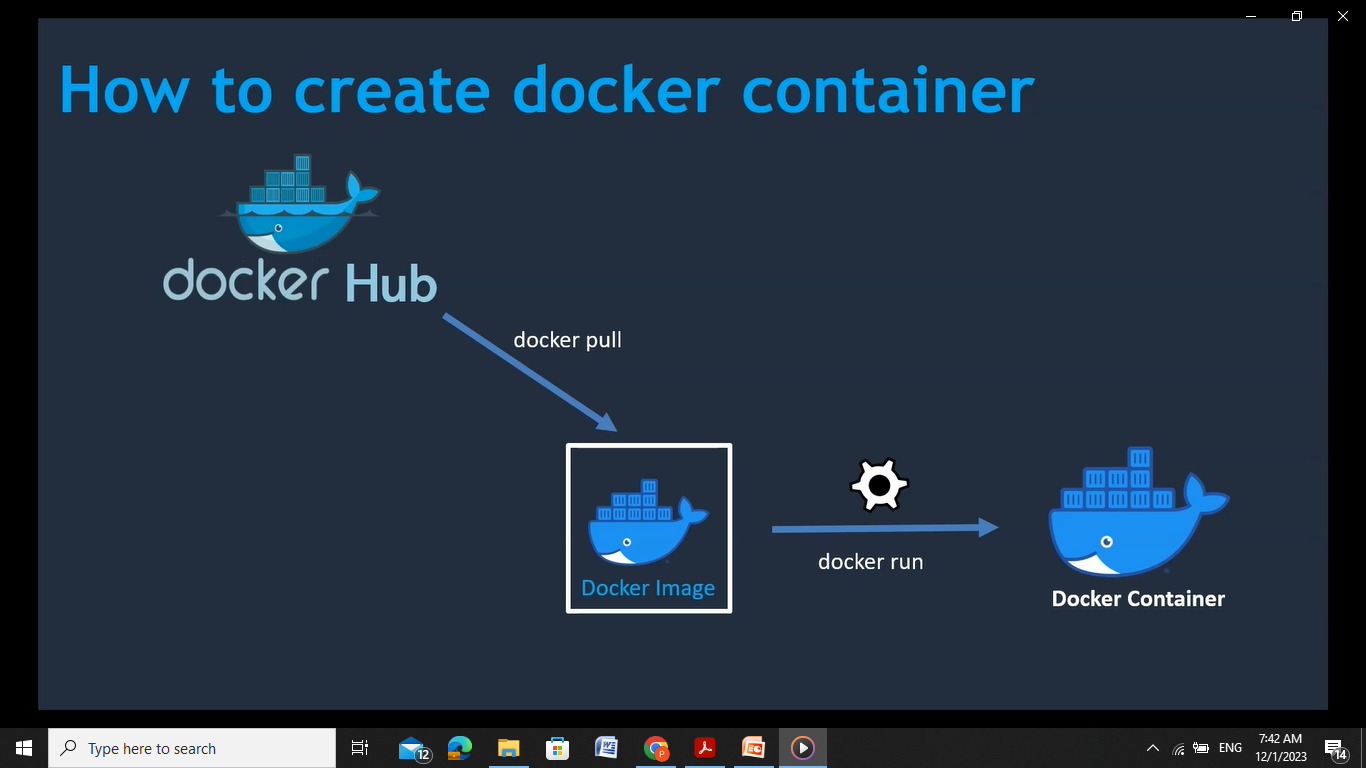 How to create docker container
docker Hub
docker pull
Docker Image
docker run
Docker Container
Type here to search
12
ENG
7:42 AM
12/1/2023
14